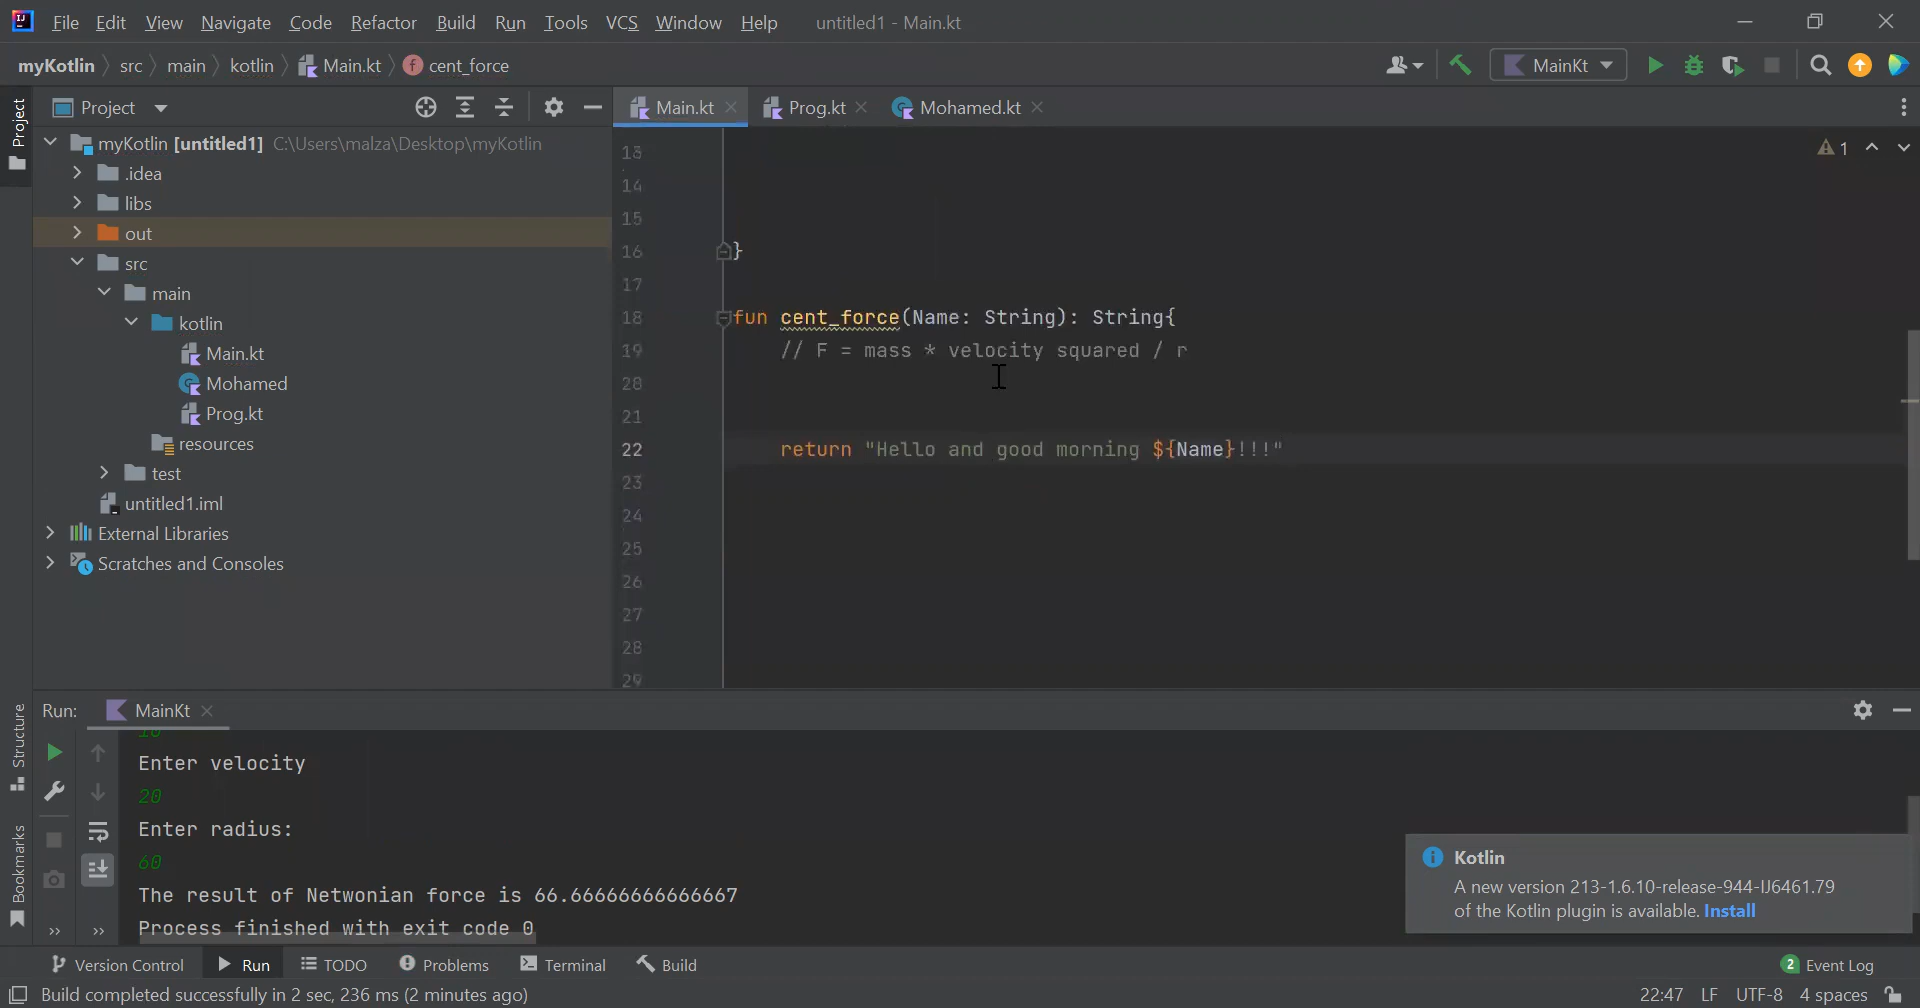 File Edit View Navigate Code Refactor Build Run Tools VCS Window Help untitled1 - Main.kt
myKotlin src main kotlin Main.kt f cent_force MainKt
Project Main.kt Prog.kt Mohamed.kt
Project
myKotlin [untitled1] C:\Users\malza\Desktop\myKotlin
.idea
libs
out
src
main
kotlin
Main.kt
Mohamed
Prog.kt
resources
test
untitled1.iml
External Libraries
Scratches and Consoles
1
13
14
15
16 }
17
18 fun cent_force(Name: String): String{
19 // F = mass * velocity squared / r
20
21
22 return "Hello and good morning ${Name}!!!"
23
24
25
26
27
28
29
Structure
Bookmarks
Run: MainKt
Enter velocity
20
Enter radius:
60
The result of Netwonian force is 66.66666666666667
Process finished with exit code 0
Kotlin
A new version 213-1.6.10-release-944-IJ6461.79
of the Kotlin plugin is available. Install
Version Control Run TODO Problems Terminal Build 2 Event Log
Build completed successfully in 2 sec, 236 ms (2 minutes ago) 22:47 LF UTF-8 4 spaces